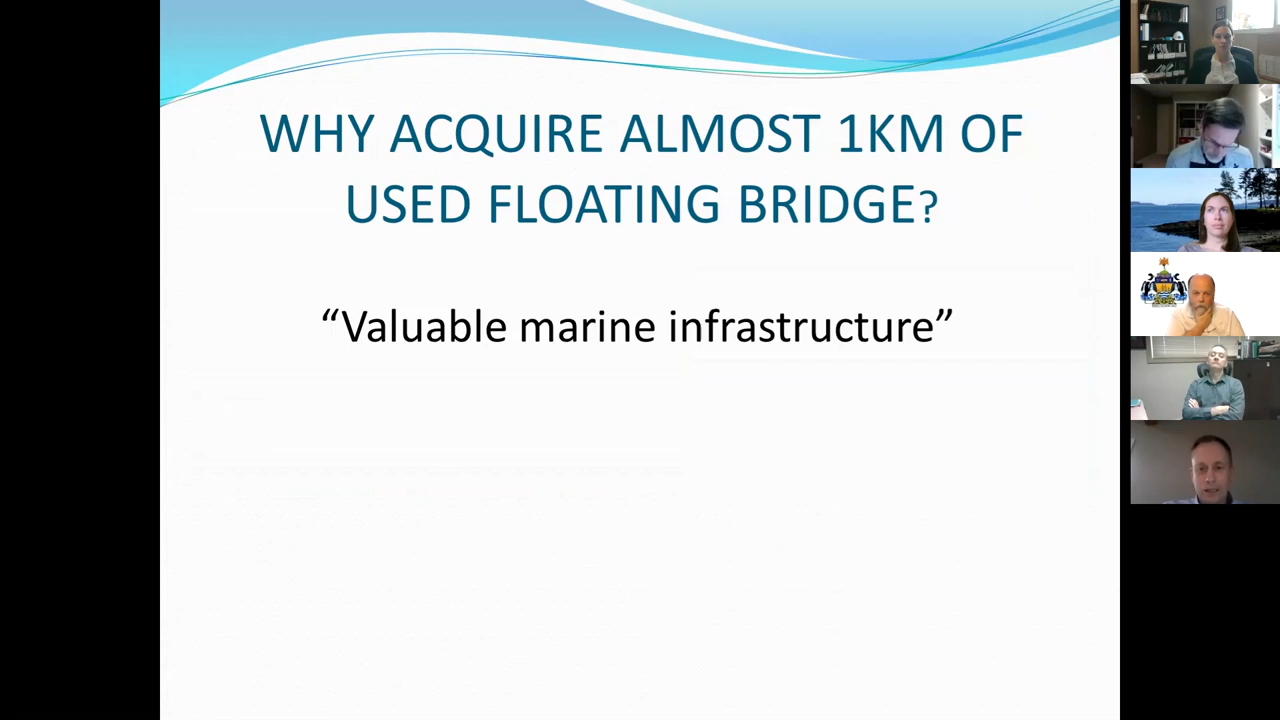 WHY ACQUIRE ALMOST 1KM OF
USED FLOATING BRIDGE?
“Valuable marine infrastructure”